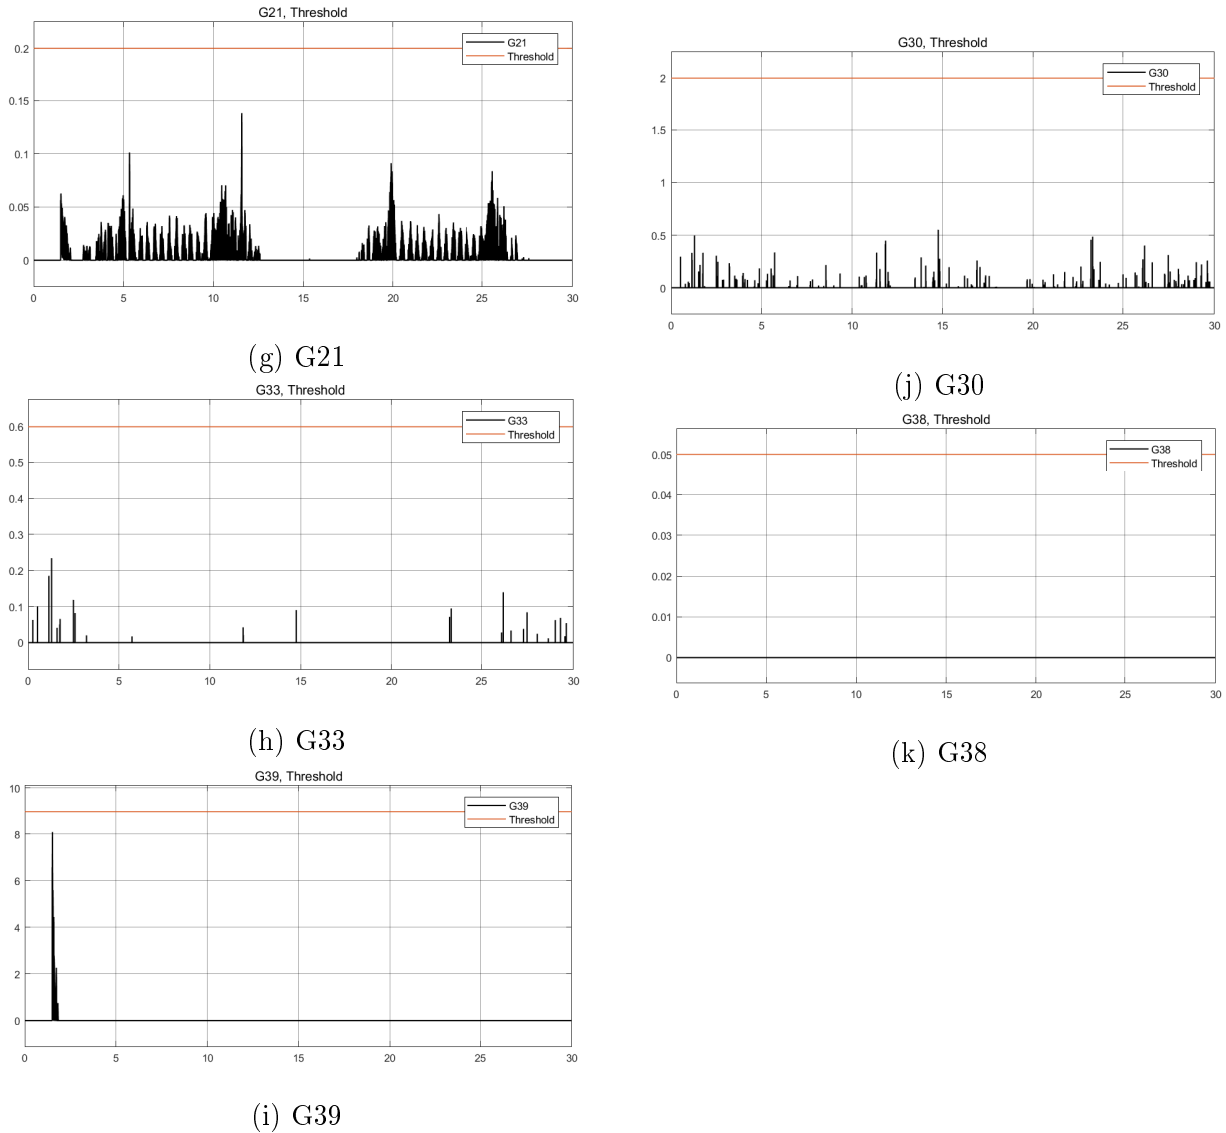 G21, Threshold
G21
Threshold
0.2
0.15
0.1
0.05
0
0 5 10 15 20 25 30
(g) G21
G30, Threshold
G30
Threshold
2
1.5
1
0.5
0
0 5 10 15 20 25 30
(j) G30
G33, Threshold
G33
Threshold
0.6
0.5
0.4
0.3
0.2
0.1
0
0 5 10 15 20 25 30
(h) G33
G38, Threshold
G38
Threshold
0.05
0.04
0.03
0.02
0.01
0
0 5 10 15 20 25 30
(k) G38
G39, Threshold
G39
Threshold
10
8
6
4
2
0
0 5 10 15 20 25 30
(i) G39